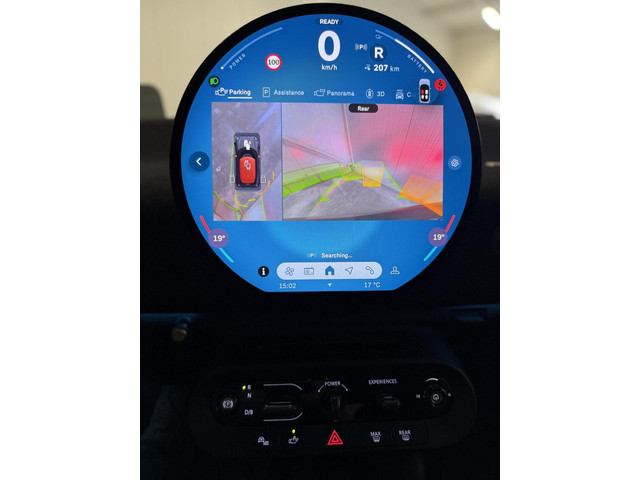 READY
0
km/h
(P)
R
207 km
POWER
BATTERY
100
Parking
Assistance
Panorama
3D
C...
Rear
19°
19°
(P) Searching...
15:02
17 °C
R
N
D/B
P
POWER
EXPERIENCES
MAX
REAR